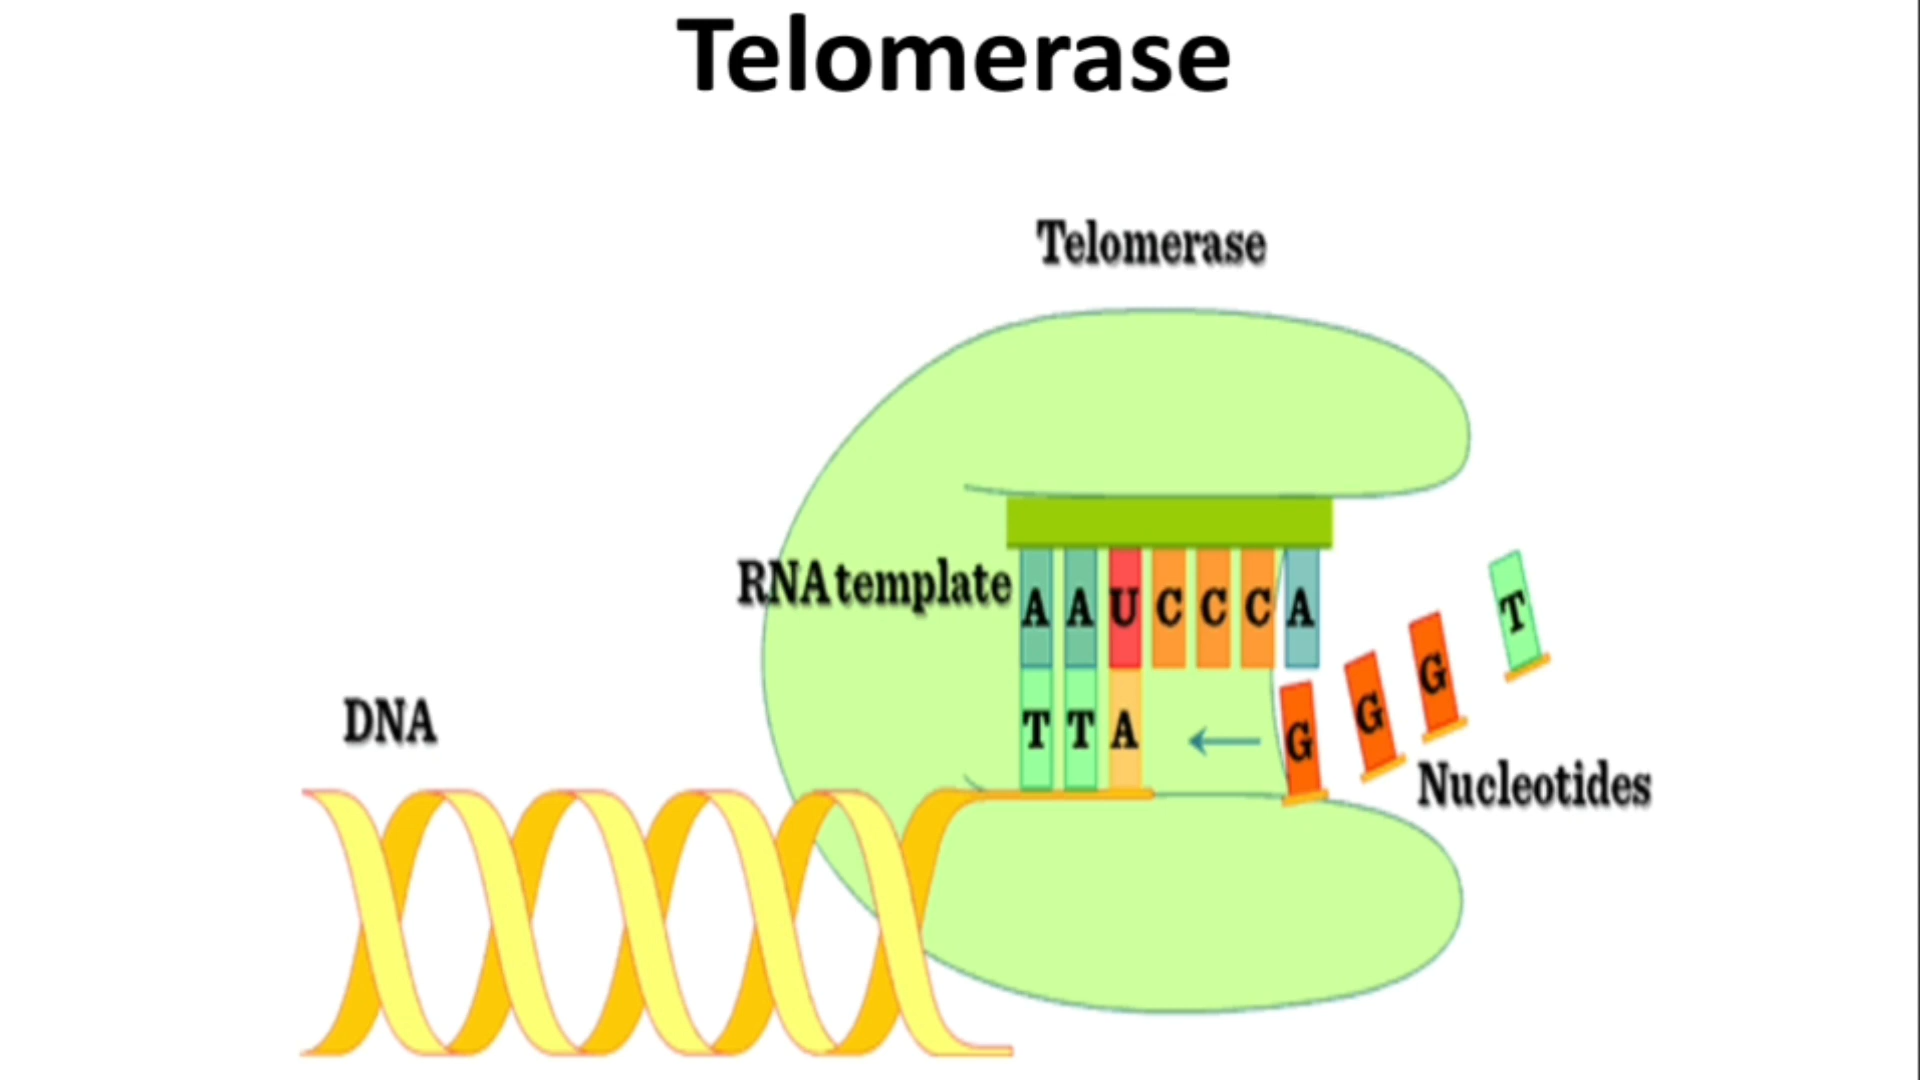 Telomerase
Telomerase
RNA template
A A U C C C A
T T A
G G G T
DNA
Nucleotides